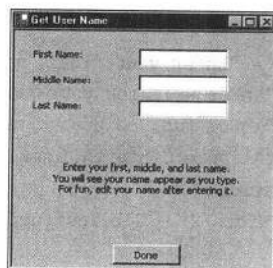 Get User Name
First Name:
Middle Name:
Last Name:
Enter your first, middle, and last name.
You will see your name appear as you type.
For fun, edit your name after entering it.
Done